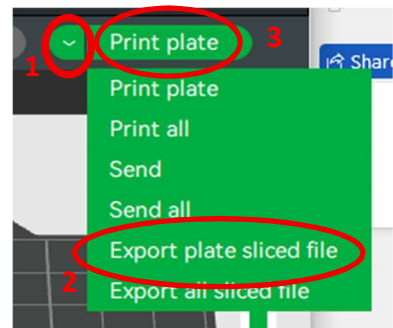 Print plate
3
1
Share
Print plate
Print all
Send
Send all
Export plate sliced file
2
Export all sliced file